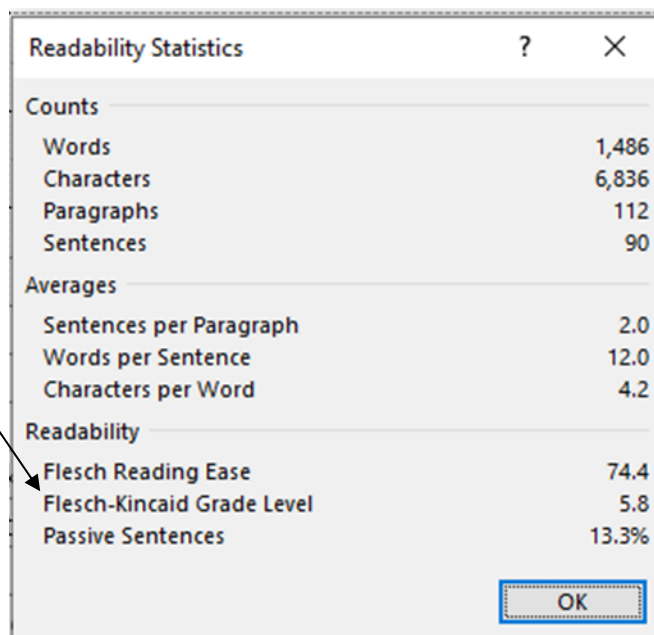 Readability Statistics ? ×
Counts
Words 1,486
Characters 6,836
Paragraphs 112
Sentences 90
Averages
Sentences per Paragraph 2.0
Words per Sentence 12.0
Characters per Word 4.2
Readability
Flesch Reading Ease 74.4
Flesch-Kincaid Grade Level 5.8
Passive Sentences 13.3%
OK